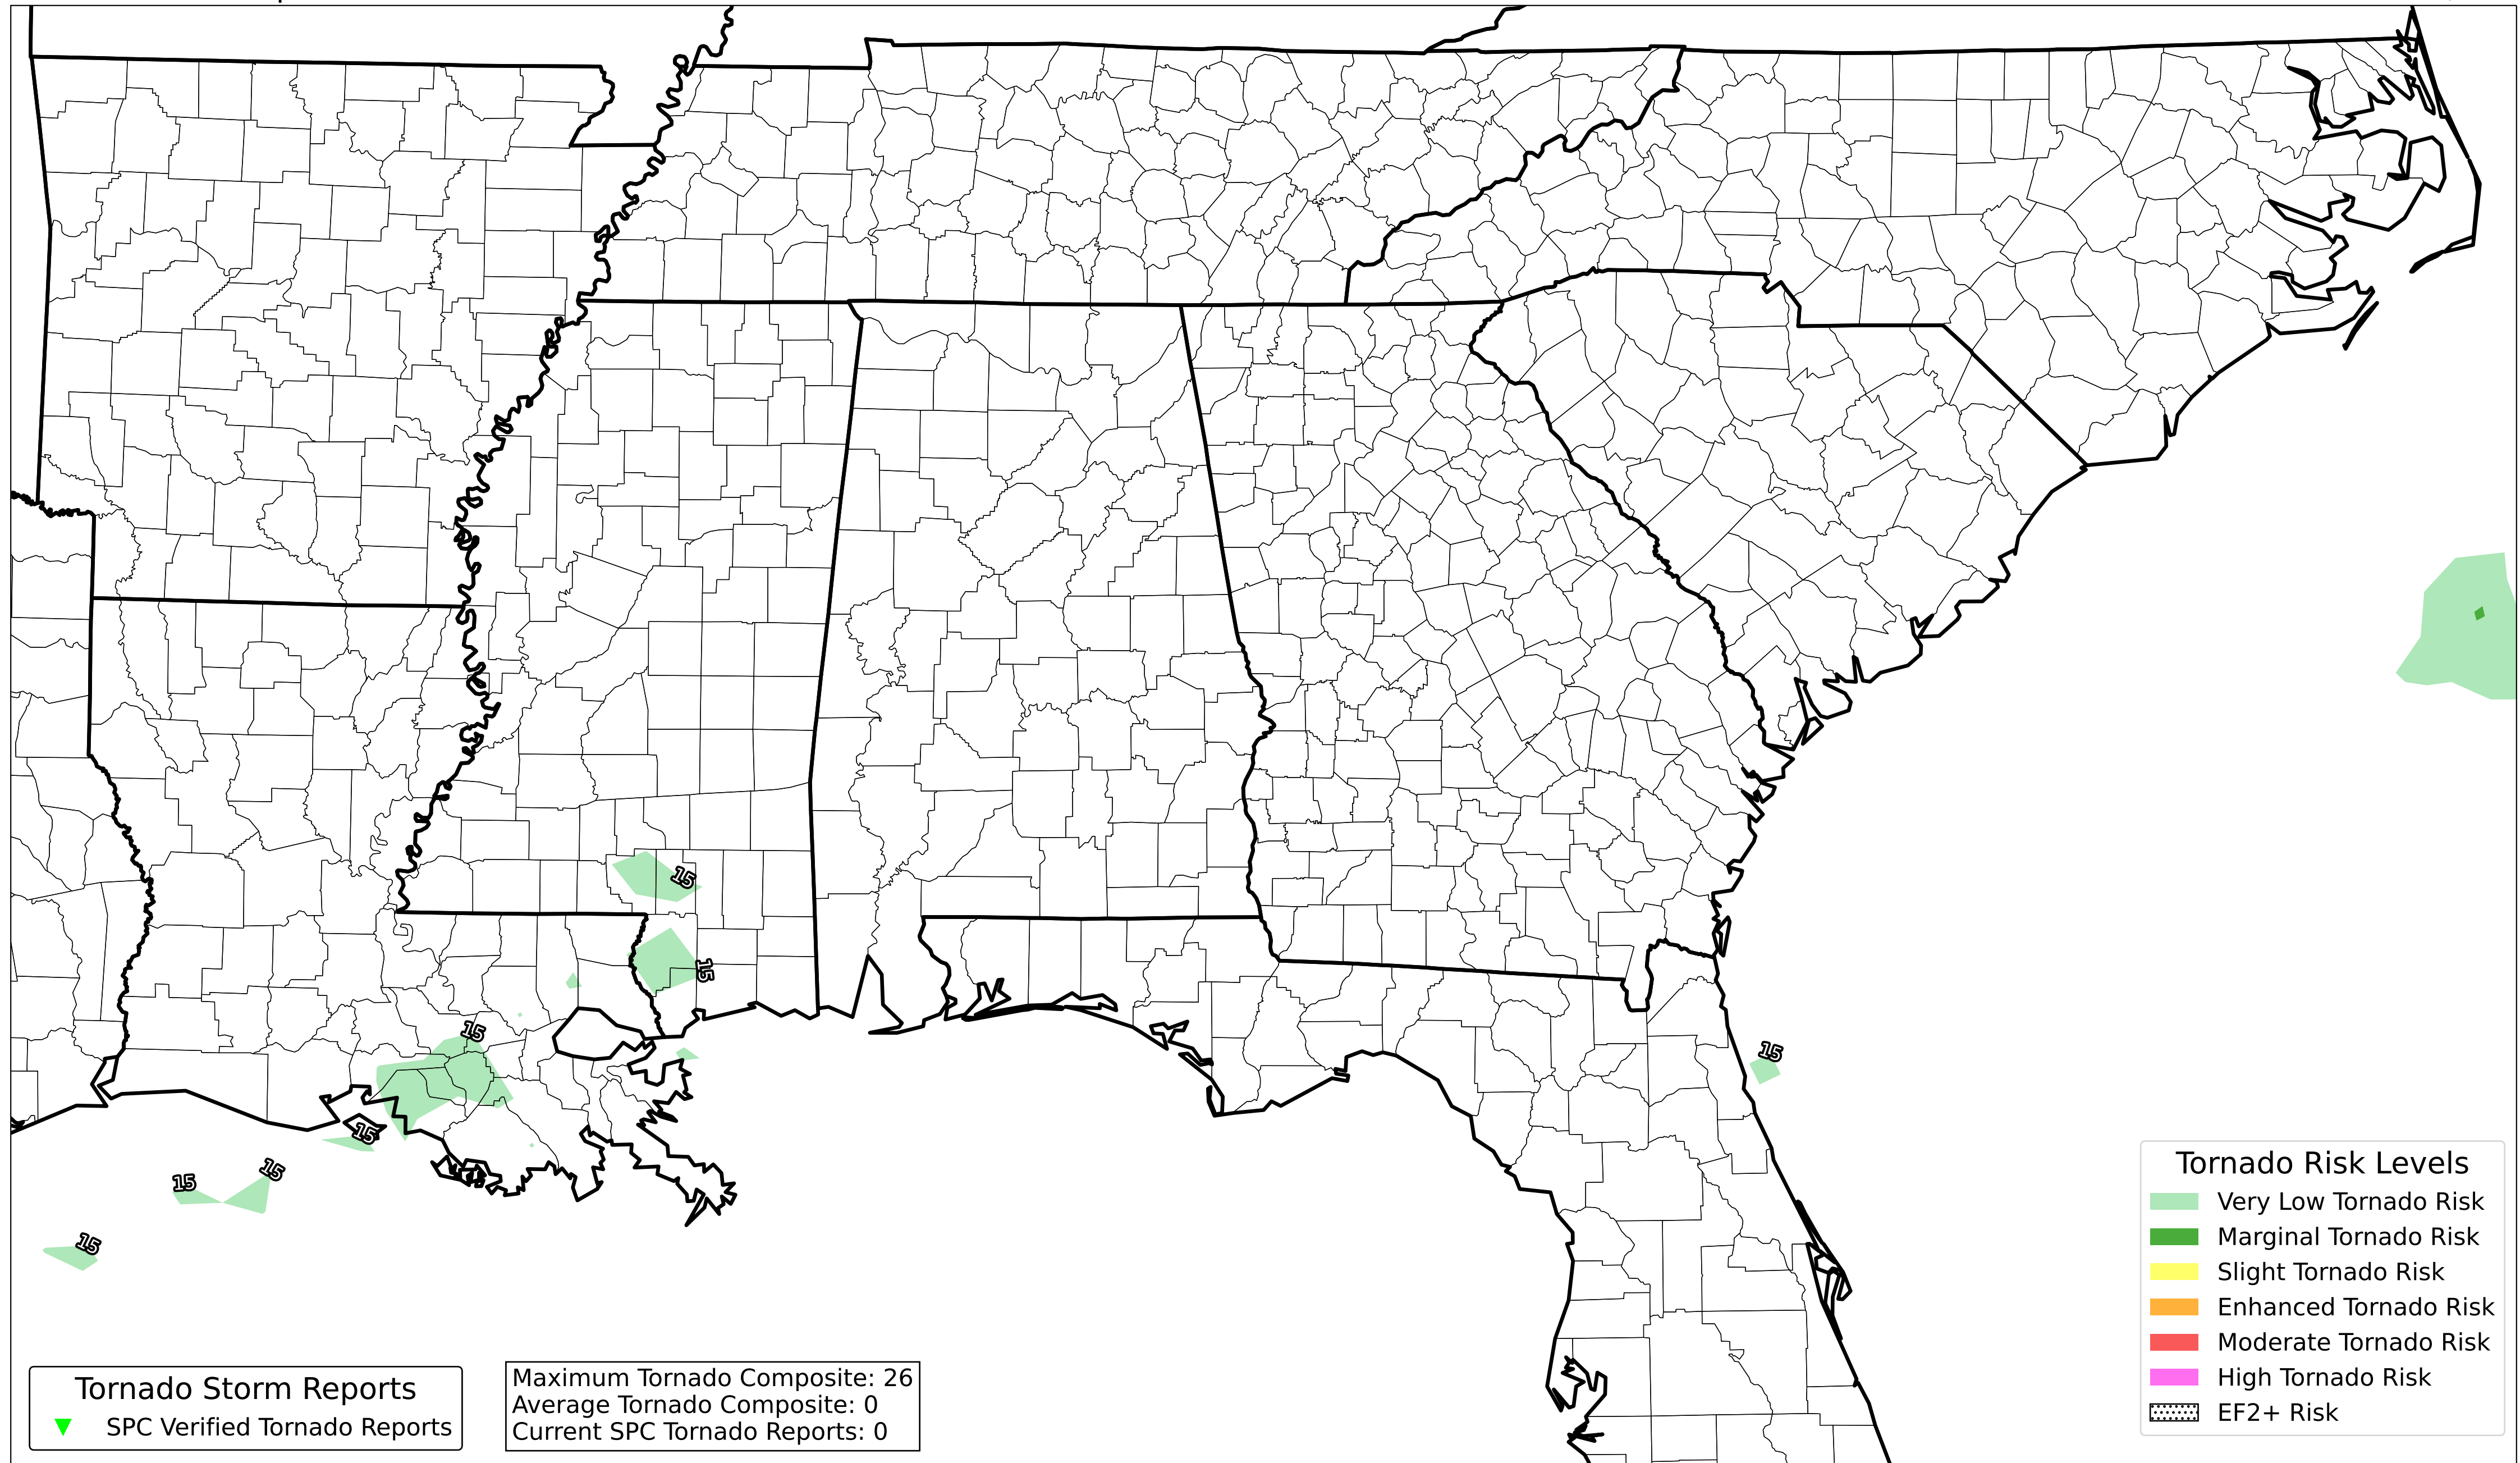 15
15
15
15
15
15
15
15
Tornado Risk Levels
Very Low Tornado Risk
Marginal Tornado Risk
Slight Tornado Risk
Enhanced Tornado Risk
Moderate Tornado Risk
High Tornado Risk
EF2+ Risk
Tornado Storm Reports
SPC Verified Tornado Reports
Maximum Tornado Composite: 26
Average Tornado Composite: 0
Current SPC Tornado Reports: 0